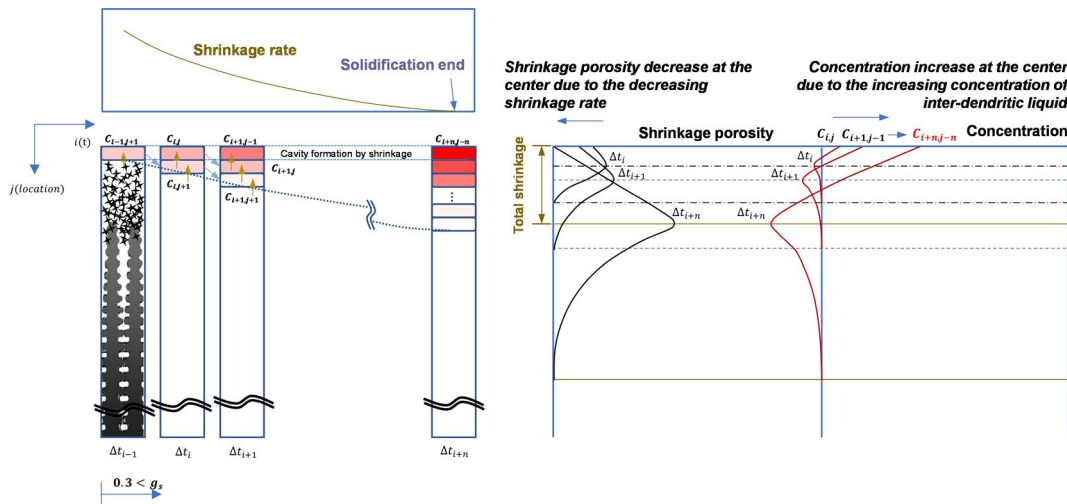 Shrinkage rate
Solidification end
i(t)
j(location)
C_{i-1,j+1}
C_{i,j}
C_{i+1,j-1}
C_{i+n,j-n}
Cavity formation by shrinkage
C_{i+1,j}
C_{i,j+1}
C_{i+1,j+1}
⋮
Δt_{i-1}
Δt_i
Δt_{i+1}
Δt_{i+n}
0.3 < g_s
Shrinkage porosity decrease at the
center due to the decreasing
shrinkage rate
Concentration increase at the center
due to the increasing concentration of
inter-dendritic liquid
Shrinkage porosity
C_{i,j} C_{i+1,j-1} C_{i+n,j-n} Concentration
Total shrinkage
Δt_i
Δt_{i+1}
Δt_{i+n}
Δt_i
Δt_{i+1}
Δt_{i+n}